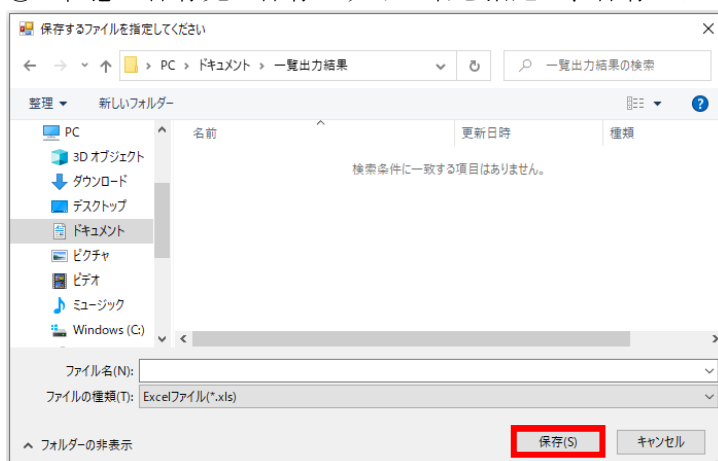 保存するファイルを指定してください
PC › ドキュメント › 一覧出力結果
一覧出力結果の検索
整理 新しいフォルダー
名前 更新日時 種類
検索条件に一致する項目はありません。
PC
3D オブジェクト
ダウンロード
デスクトップ
ドキュメント
ピクチャ
ビデオ
ミュージック
Windows (C:)
ファイル名(N):
ファイルの種類(T): Excelファイル(*.xls)
フォルダーの非表示
保存(S) キャンセル